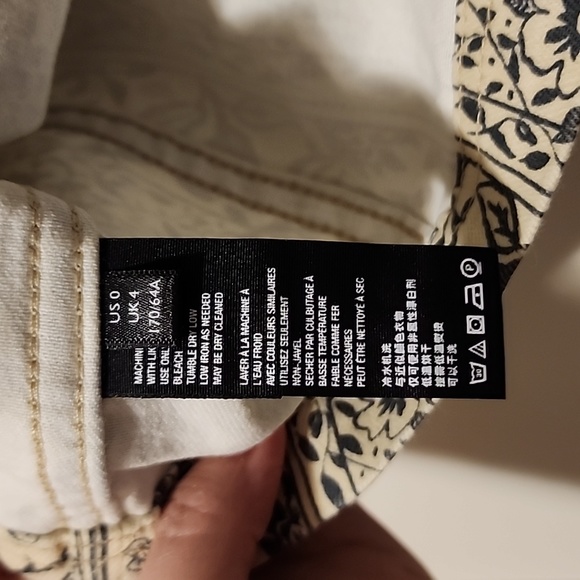 US 0
UK 4
170/64A
MACHIN
WITH LIK
USE ONL
BLEACH
TUMBLE DRY LOW
LOW IRON AS NEEDED
MAY BE DRY CLEANED
LAVER À LA MACHINE À
L'EAU FROID
AVEC COULEURS SIMILAIRES
UTILISEZ SEULEMENT
NON-JAVEL
SECHER PAR CULBUTAGE À
BASSE TEMPÉRATURE
FAIBLE COMME FER
NÉCESSAIRES
PEUT ÊTRE NETTOYÉ À SEC
冷水机洗
与近似颜色衣物
仅可使用非氯性漂白剂
低温烘干
按需低温熨烫
可以干洗
30
P